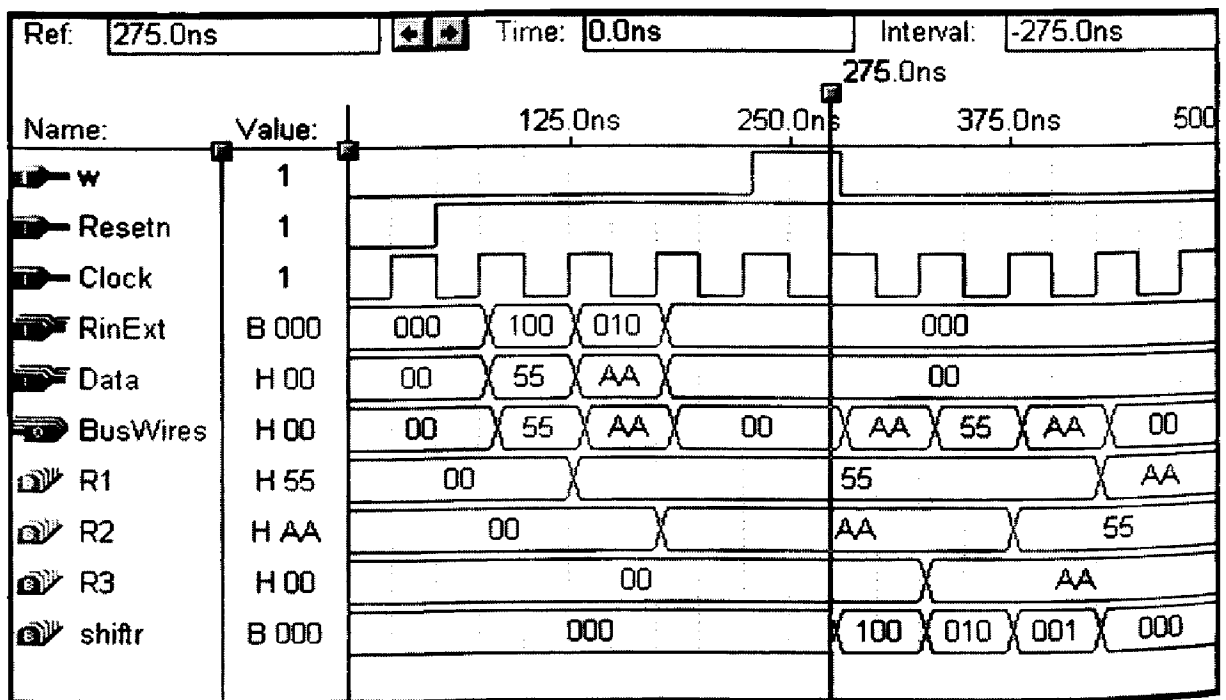 Ref: 275.0ns Time: 0.0ns Interval: -275.0ns
275.0ns
Name: Value: 125.0ns 250.0ns 375.0ns 500
w 1
Resetn 1
Clock 1
RinExt B 000 000 100 010 000
Data H 00 00 55 AA 00
BusWires H 00 00 55 AA 00 AA 55 AA 00
R1 H 55 00 55 AA
R2 H AA 00 AA 55
R3 H 00 00 AA
shiftr B 000 000 100 010 001 000